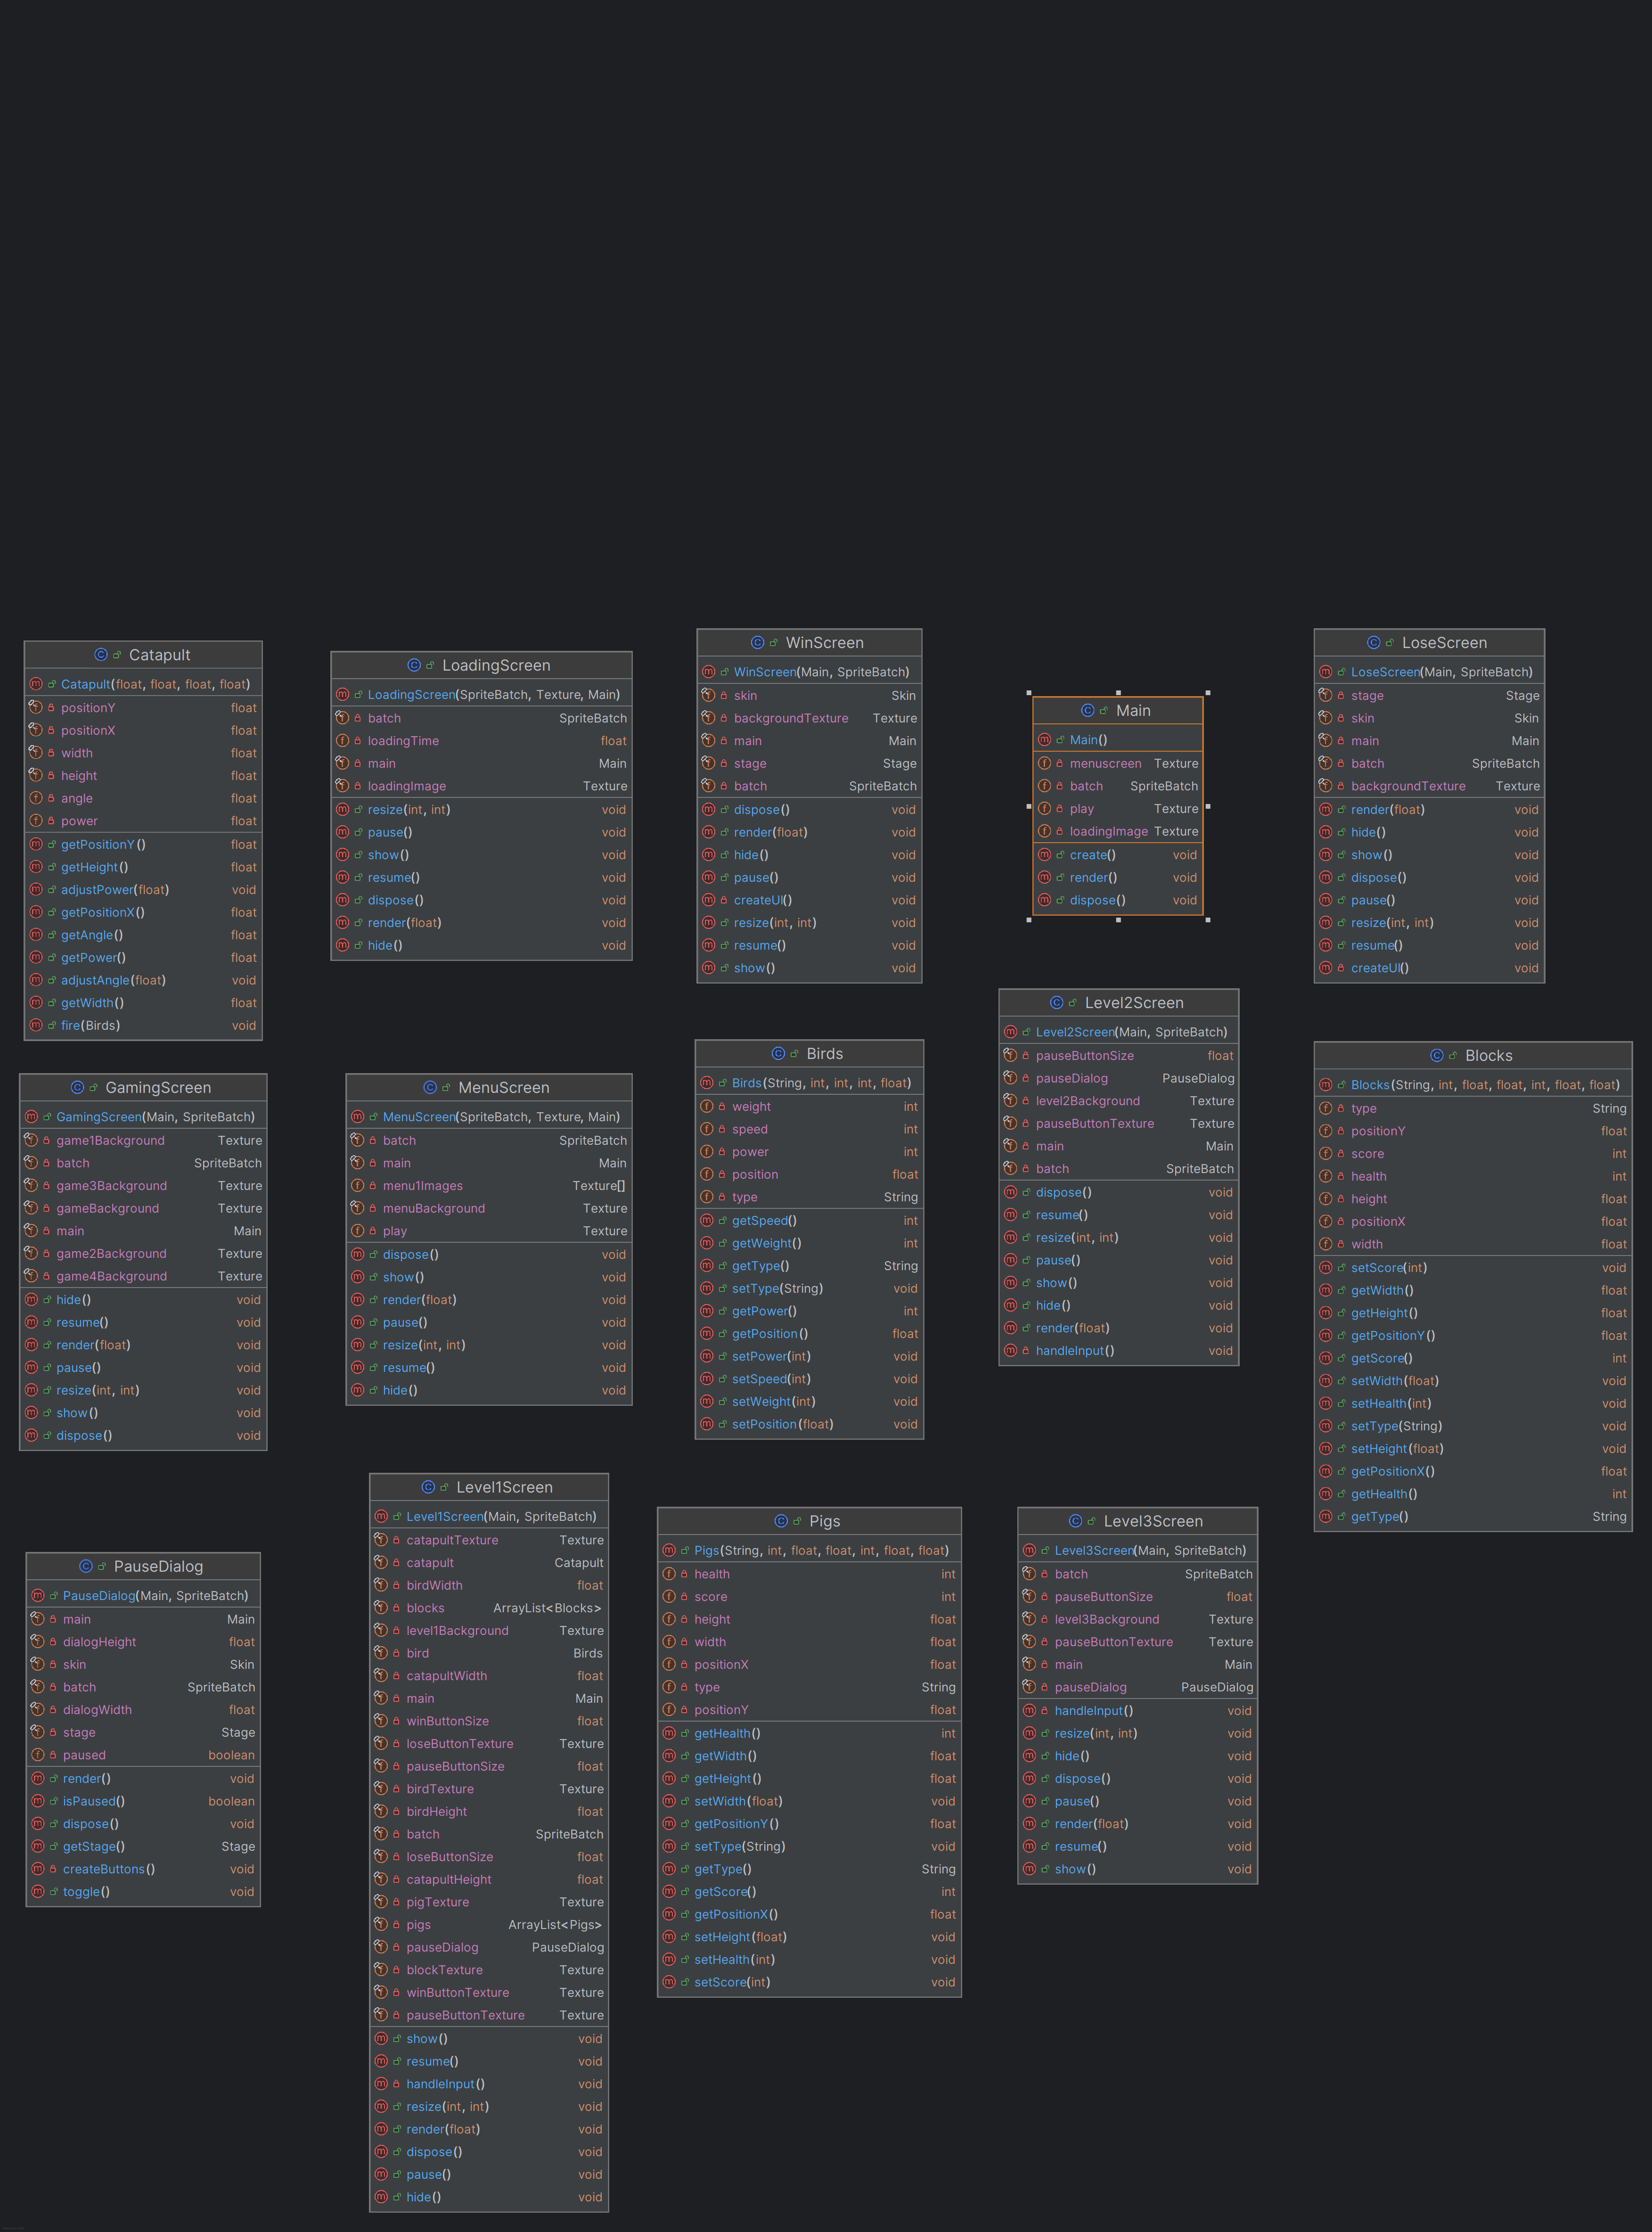 Catapult
Catapult(float, float, float, float)
positionY float
positionX float
width float
height float
angle float
power float
getPositionY() float
getHeight() float
adjustPower(float) void
getPositionX() float
getAngle() float
getPower() float
adjustAngle(float) void
getWidth() float
fire(Birds) void
LoadingScreen
LoadingScreen(SpriteBatch, Texture, Main)
batch SpriteBatch
loadingTime float
main Main
loadingImage Texture
resize(int, int) void
pause() void
show() void
resume() void
dispose() void
render(float) void
hide() void
WinScreen
WinScreen(Main, SpriteBatch)
skin Skin
backgroundTexture Texture
main Main
stage Stage
batch SpriteBatch
dispose() void
render(float) void
hide() void
pause() void
createUI() void
resize(int, int) void
resume() void
show() void
Main
Main()
menuscreen Texture
batch SpriteBatch
play Texture
loadingImage Texture
create() void
render() void
dispose() void
LoseScreen
LoseScreen(Main, SpriteBatch)
stage Stage
skin Skin
main Main
batch SpriteBatch
backgroundTexture Texture
render(float) void
hide() void
show() void
dispose() void
pause() void
resize(int, int) void
resume() void
createUI() void
GamingScreen
GamingScreen(Main, SpriteBatch)
game1Background Texture
batch SpriteBatch
game3Background Texture
gameBackground Texture
main Main
game2Background Texture
game4Background Texture
hide() void
resume() void
render(float) void
pause() void
resize(int, int) void
show() void
dispose() void
MenuScreen
MenuScreen(SpriteBatch, Texture, Main)
batch SpriteBatch
main Main
menu1Images Texture[]
menuBackground Texture
play Texture
dispose() void
show() void
render(float) void
pause() void
resize(int, int) void
resume() void
hide() void
Birds
Birds(String, int, int, int, float)
weight int
speed int
power int
position float
type String
getSpeed() int
getWeight() int
getType() String
setType(String) void
getPower() int
getPosition() float
setPower(int) void
setSpeed(int) void
setWeight(int) void
setPosition(float) void
Level2Screen
Level2Screen(Main, SpriteBatch)
pauseButtonSize float
pauseDialog PauseDialog
level2Background Texture
pauseButtonTexture Texture
main Main
batch SpriteBatch
dispose() void
resume() void
resize(int, int) void
pause() void
show() void
hide() void
render(float) void
handleInput() void
Blocks
Blocks(String, int, float, float, int, float, float)
type String
positionY float
score int
health int
height float
positionX float
width float
setScore(int) void
getWidth() float
getHeight() float
getPositionY() float
getScore() int
setWidth(float) void
setHealth(int) void
setType(String) void
setHeight(float) void
getPositionX() float
getHealth() int
getType() String
PauseDialog
PauseDialog(Main, SpriteBatch)
main Main
dialogHeight float
skin Skin
batch SpriteBatch
dialogWidth float
stage Stage
paused boolean
render() void
isPaused() boolean
dispose() void
getStage() Stage
createButtons() void
toggle() void
Level1Screen
Level1Screen(Main, SpriteBatch)
catapultTexture Texture
catapult Catapult
birdWidth float
blocks ArrayList<Blocks>
level1Background Texture
bird Birds
catapultWidth float
main Main
winButtonSize float
loseButtonTexture Texture
pauseButtonSize float
birdTexture Texture
birdHeight float
batch SpriteBatch
loseButtonSize float
catapultHeight float
pigTexture Texture
pigs ArrayList<Pigs>
pauseDialog PauseDialog
blockTexture Texture
winButtonTexture Texture
pauseButtonTexture Texture
show() void
resume() void
handleInput() void
resize(int, int) void
render(float) void
dispose() void
pause() void
hide() void
Pigs
Pigs(String, int, float, float, int, float, float)
health int
score int
height float
width float
positionX float
type String
positionY float
getHealth() int
getWidth() float
getHeight() float
setWidth(float) void
getPositionY() float
setType(String) void
getType() String
getScore() int
getPositionX() float
setHeight(float) void
setHealth(int) void
setScore(int) void
Level3Screen
Level3Screen(Main, SpriteBatch)
batch SpriteBatch
pauseButtonSize float
level3Background Texture
pauseButtonTexture Texture
main Main
pauseDialog PauseDialog
handleInput() void
resize(int, int) void
hide() void
dispose() void
pause() void
render(float) void
resume() void
show() void